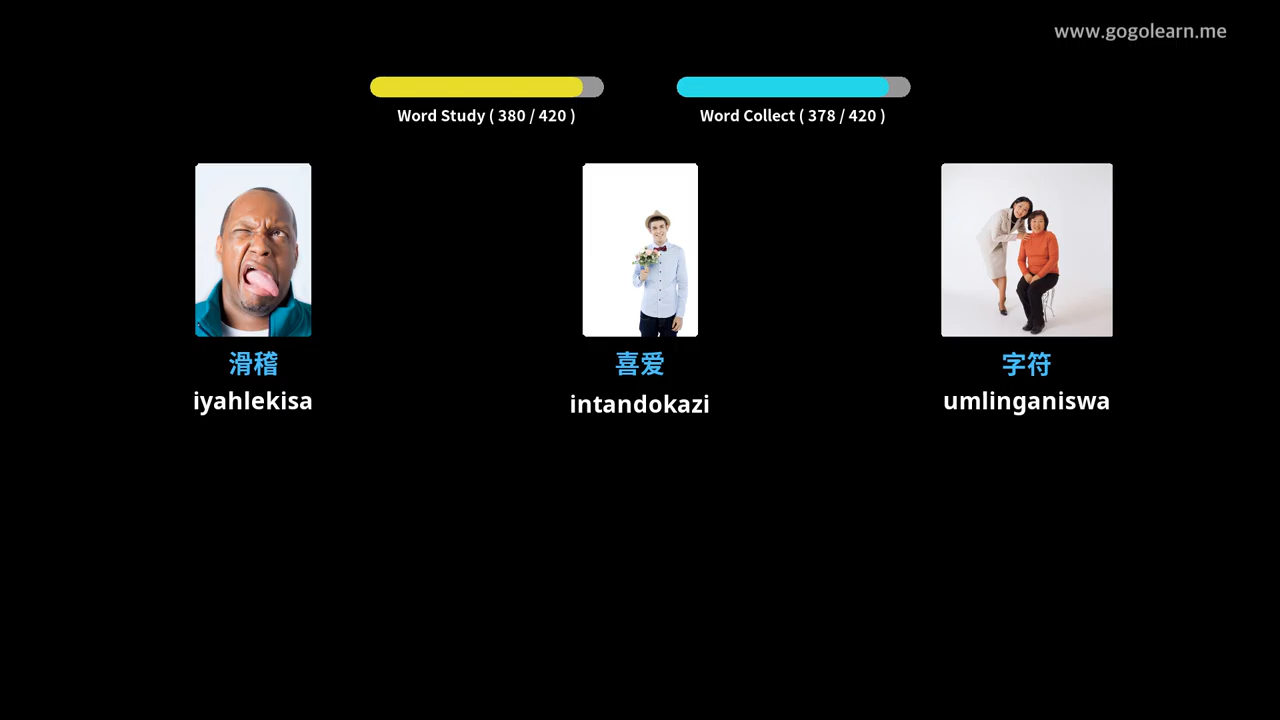 www.gogolearn.me
Word Study ( 380 / 420 )
Word Collect ( 378 / 420 )
滑稽
喜爱
字符
iyahlekisa
intandokazi
umlinganiswa